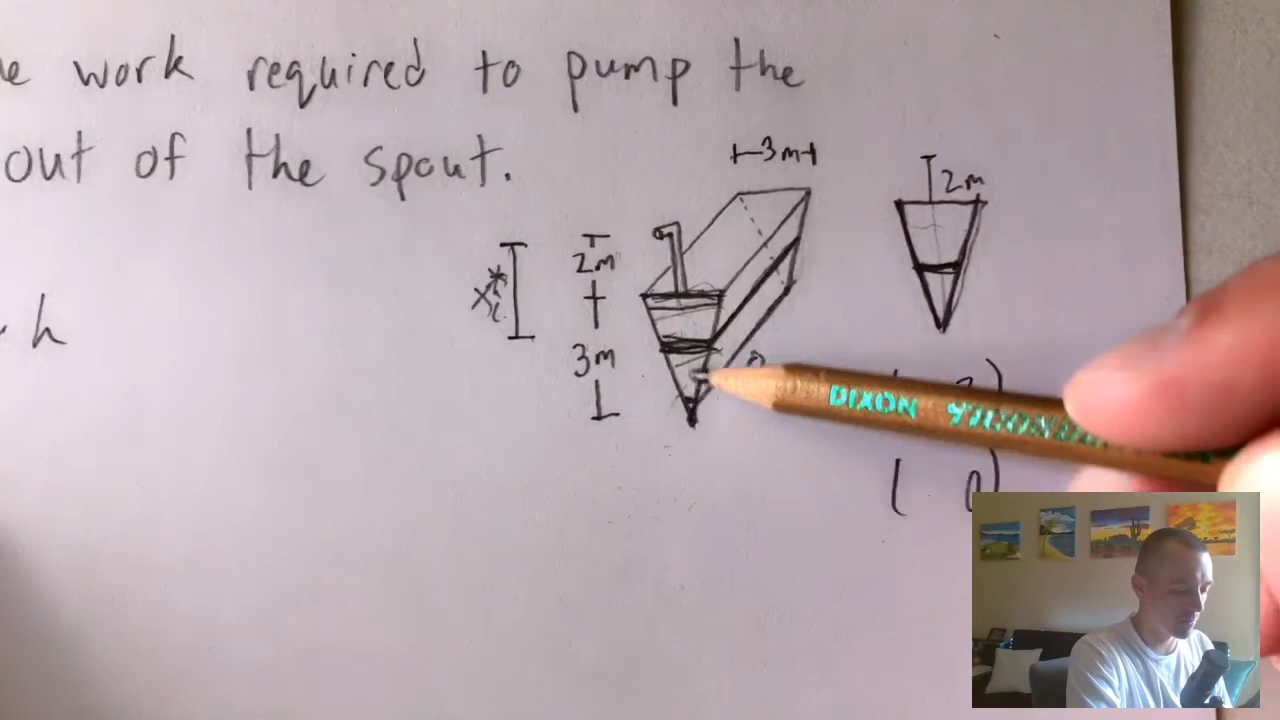 work required to pump the
out of the spout.
3m
2m
2m
3m
h
DIXON